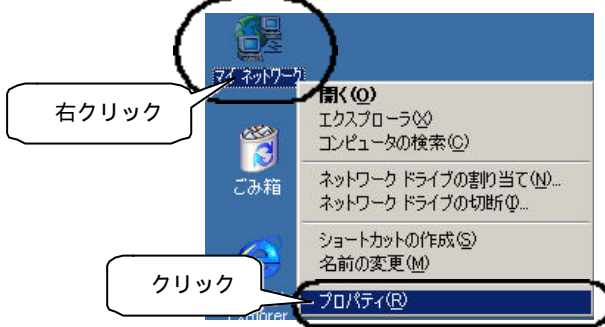 マイ ネットワーク
右クリック
開く(O)
エクスプローラ(X)
コンピュータの検索(C)
ごみ箱
ネットワーク ドライブの割り当て(N)...
ネットワーク ドライブの切断(I)...
ショートカットの作成(S)
名前の変更(M)
クリック
プロパティ(R)
Explorer